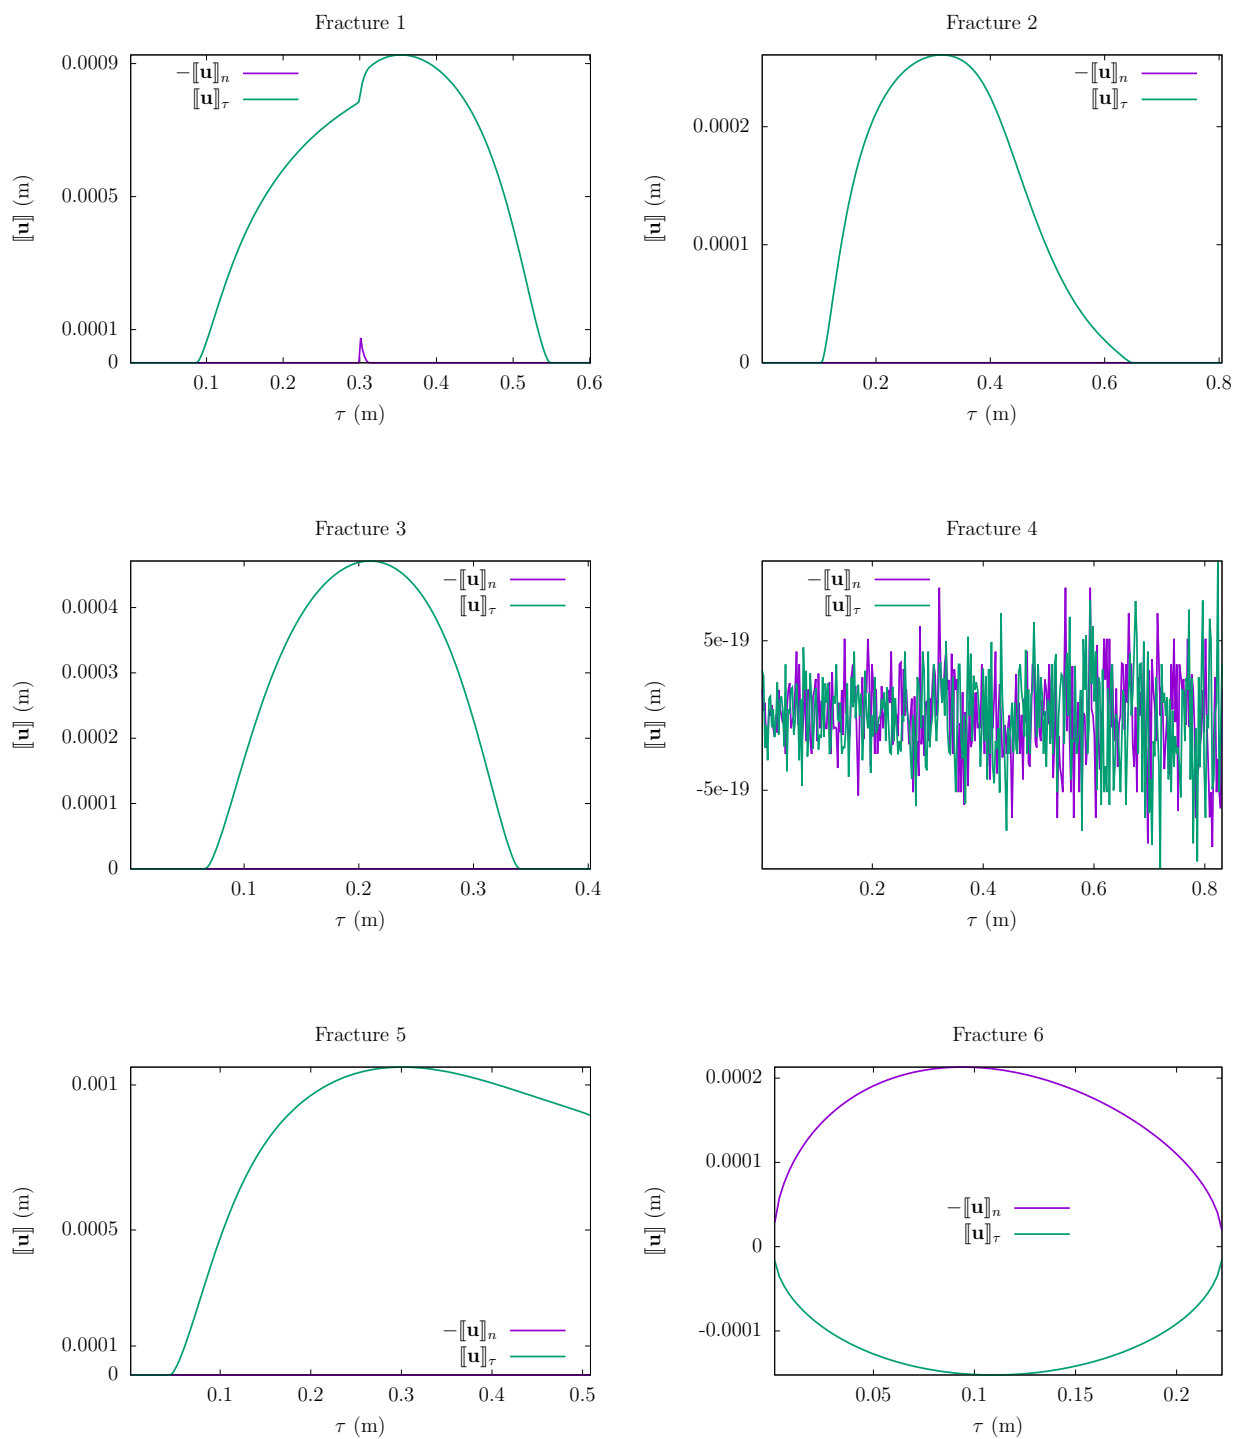 Fracture 1
−⟦u⟧n
⟦u⟧τ
0.0009
0.0005
0.0001
0
⟦u⟧ (m)
0.1 0.2 0.3 0.4 0.5 0.6
τ (m)
Fracture 2
−⟦u⟧n
⟦u⟧τ
0.0002
0.0001
0
⟦u⟧ (m)
0.2 0.4 0.6 0.8
τ (m)
Fracture 3
−⟦u⟧n
⟦u⟧τ
0.0004
0.0003
0.0002
0.0001
0
⟦u⟧ (m)
0.1 0.2 0.3 0.4
τ (m)
Fracture 4
−⟦u⟧n
⟦u⟧τ
5e-19
-5e-19
⟦u⟧ (m)
0.2 0.4 0.6 0.8
τ (m)
Fracture 5
0.001
0.0005
0.0001
0
⟦u⟧ (m)
−⟦u⟧n
⟦u⟧τ
0.1 0.2 0.3 0.4 0.5
τ (m)
Fracture 6
0.0002
0.0001
0
-0.0001
⟦u⟧ (m)
−⟦u⟧n
⟦u⟧τ
0.05 0.1 0.15 0.2
τ (m)